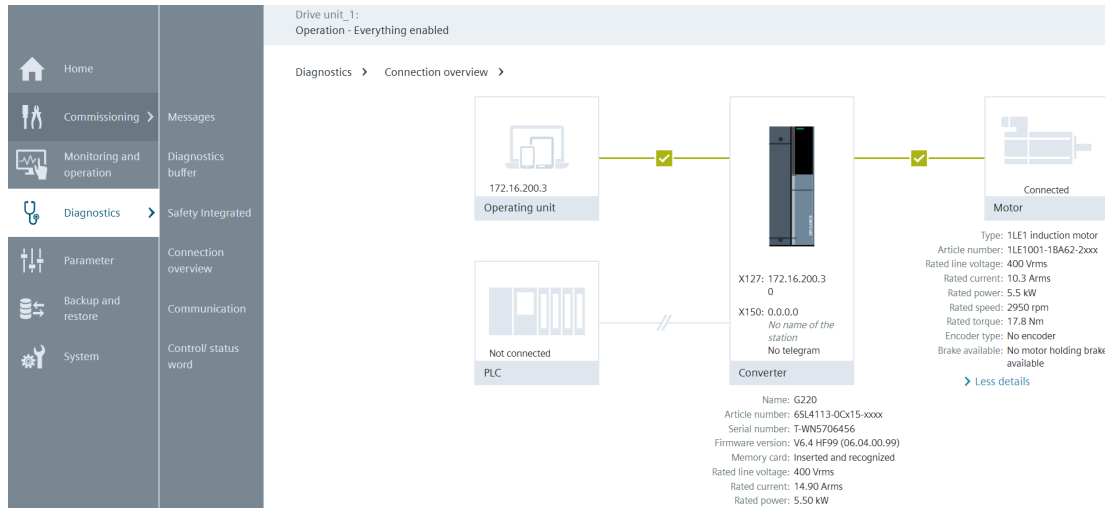 Drive unit_1:
Operation - Everything enabled
Home
Commissioning
Monitoring and
operation
Diagnostics
Parameter
Backup and
restore
System
Messages
Diagnostics
buffer
Safety Integrated
Connection
overview
Communication
Control/ status
word
Diagnostics > Connection overview >
172.16.200.3
Operating unit
Not connected
PLC
X127: 172.16.200.3
0
X150: 0.0.0.0
No name of the
station
No telegram
Converter
Name: G220
Article number: 6SL4113-0Cx15-xxxx
Serial number: T-WN5706456
Firmware version: V6.4 HF99 (06.04.00.99)
Memory card: Inserted and recognized
Rated line voltage: 400 Vrms
Rated current: 14.90 Arms
Rated power: 5.50 kW
Connected
Motor
Type: 1LE1 induction motor
Article number: 1LE1001-1BA62-2xxx
Rated line voltage: 400 Vrms
Rated current: 10.3 Arms
Rated power: 5.5 kW
Rated speed: 2950 rpm
Rated torque: 17.8 Nm
Encoder type: No encoder
Brake available: No motor holding brake
available
> Less details